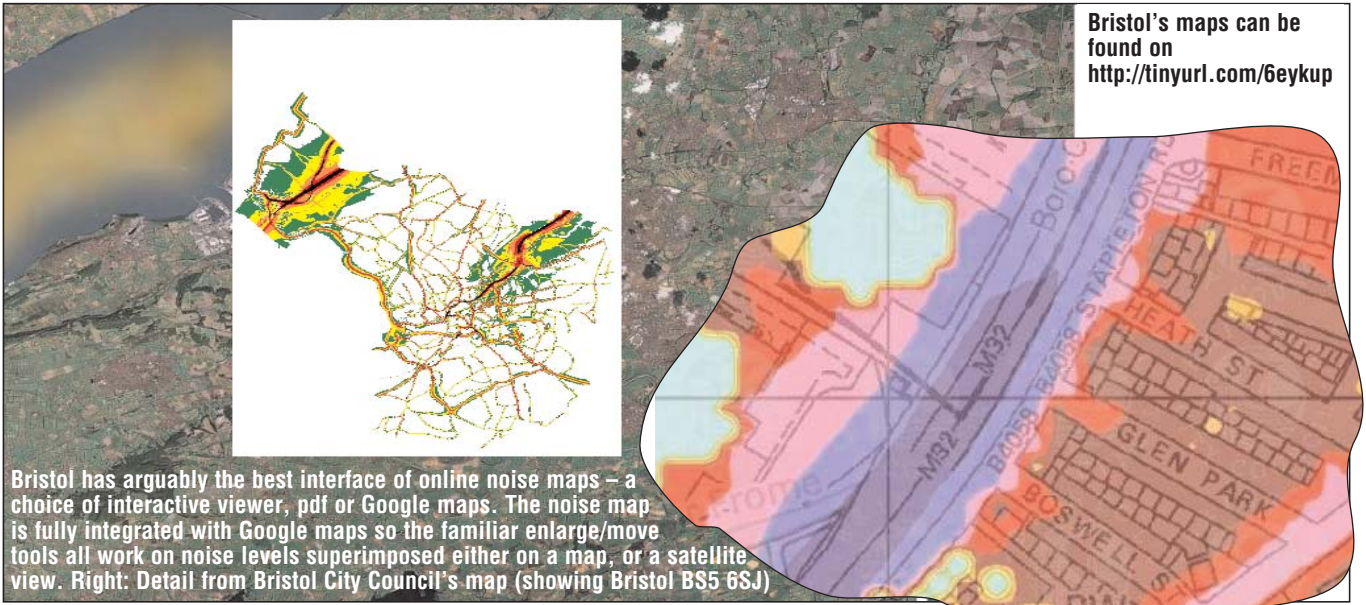 Bristol's maps can be
found on
http://tinyurl.com/6eykup
Bristol has arguably the best interface of online noise maps – a
choice of interactive viewer, pdf or Google maps. The noise map
is fully integrated with Google maps so the familiar enlarge/move
tools all work on noise levels superimposed either on a map, or a satellite
view. Right: Detail from Bristol City Council's map (showing Bristol BS5 6SJ)
M32
M32
B4058
B4058 STAPLETON RD
HEATH ST
GLEN PARK
BOSWELL S
FREEM
rome